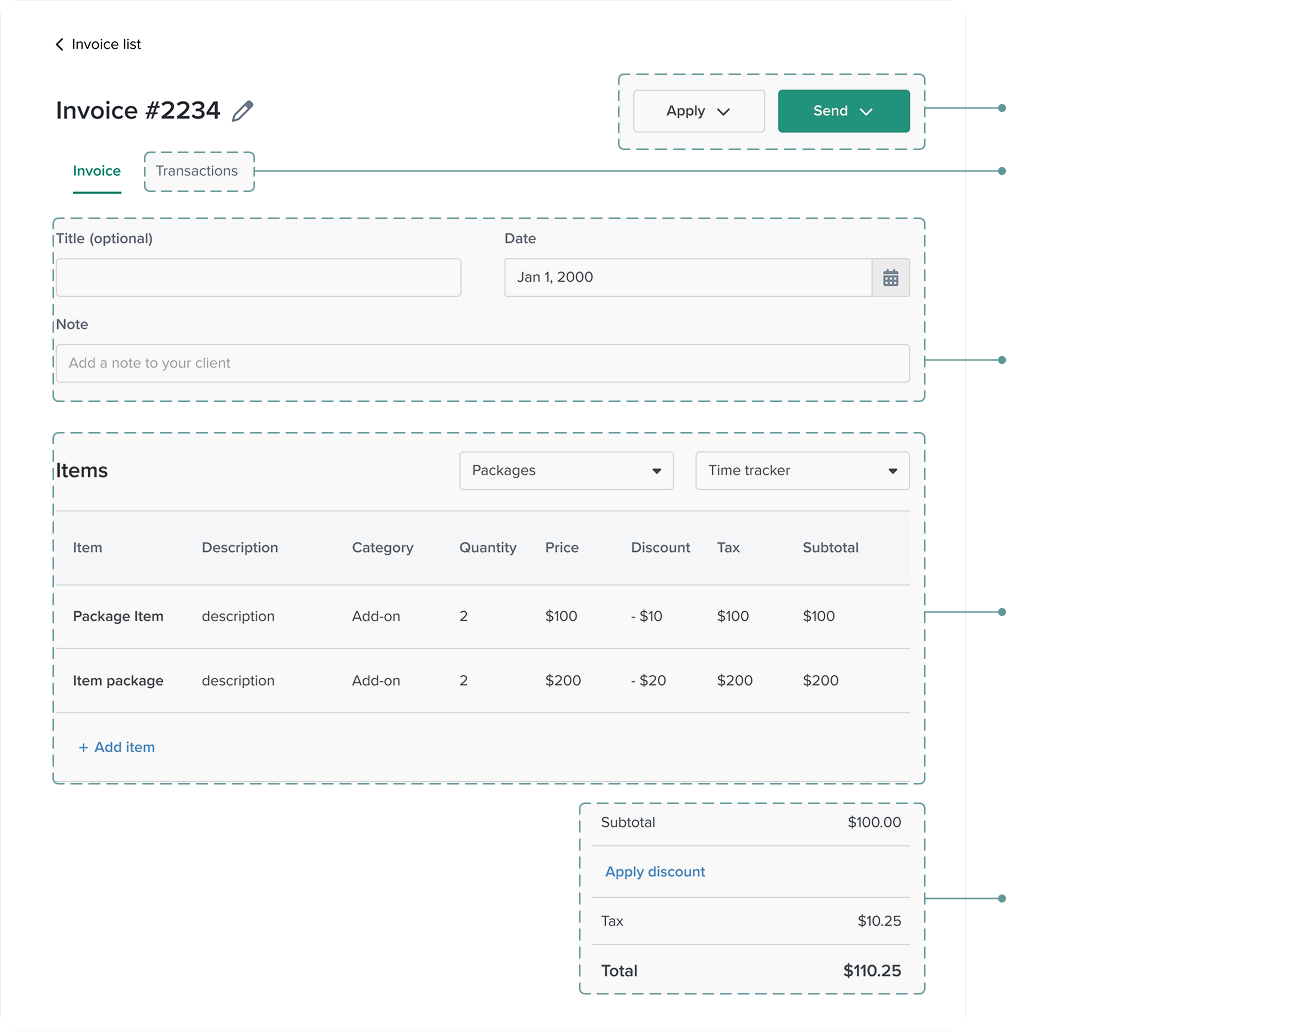 Invoice list
Invoice #2234
Apply Send
Invoice Transactions
Title (optional) Date
Jan 1, 2000
Note
Add a note to your client
Items Packages Time tracker
Item Description Category Quantity Price Discount Tax Subtotal
Package Item description Add-on 2 $100 - $10 $100 $100
Item package description Add-on 2 $200 - $20 $200 $200
+ Add item
Subtotal $100.00
Apply discount
Tax $10.25
Total $110.25